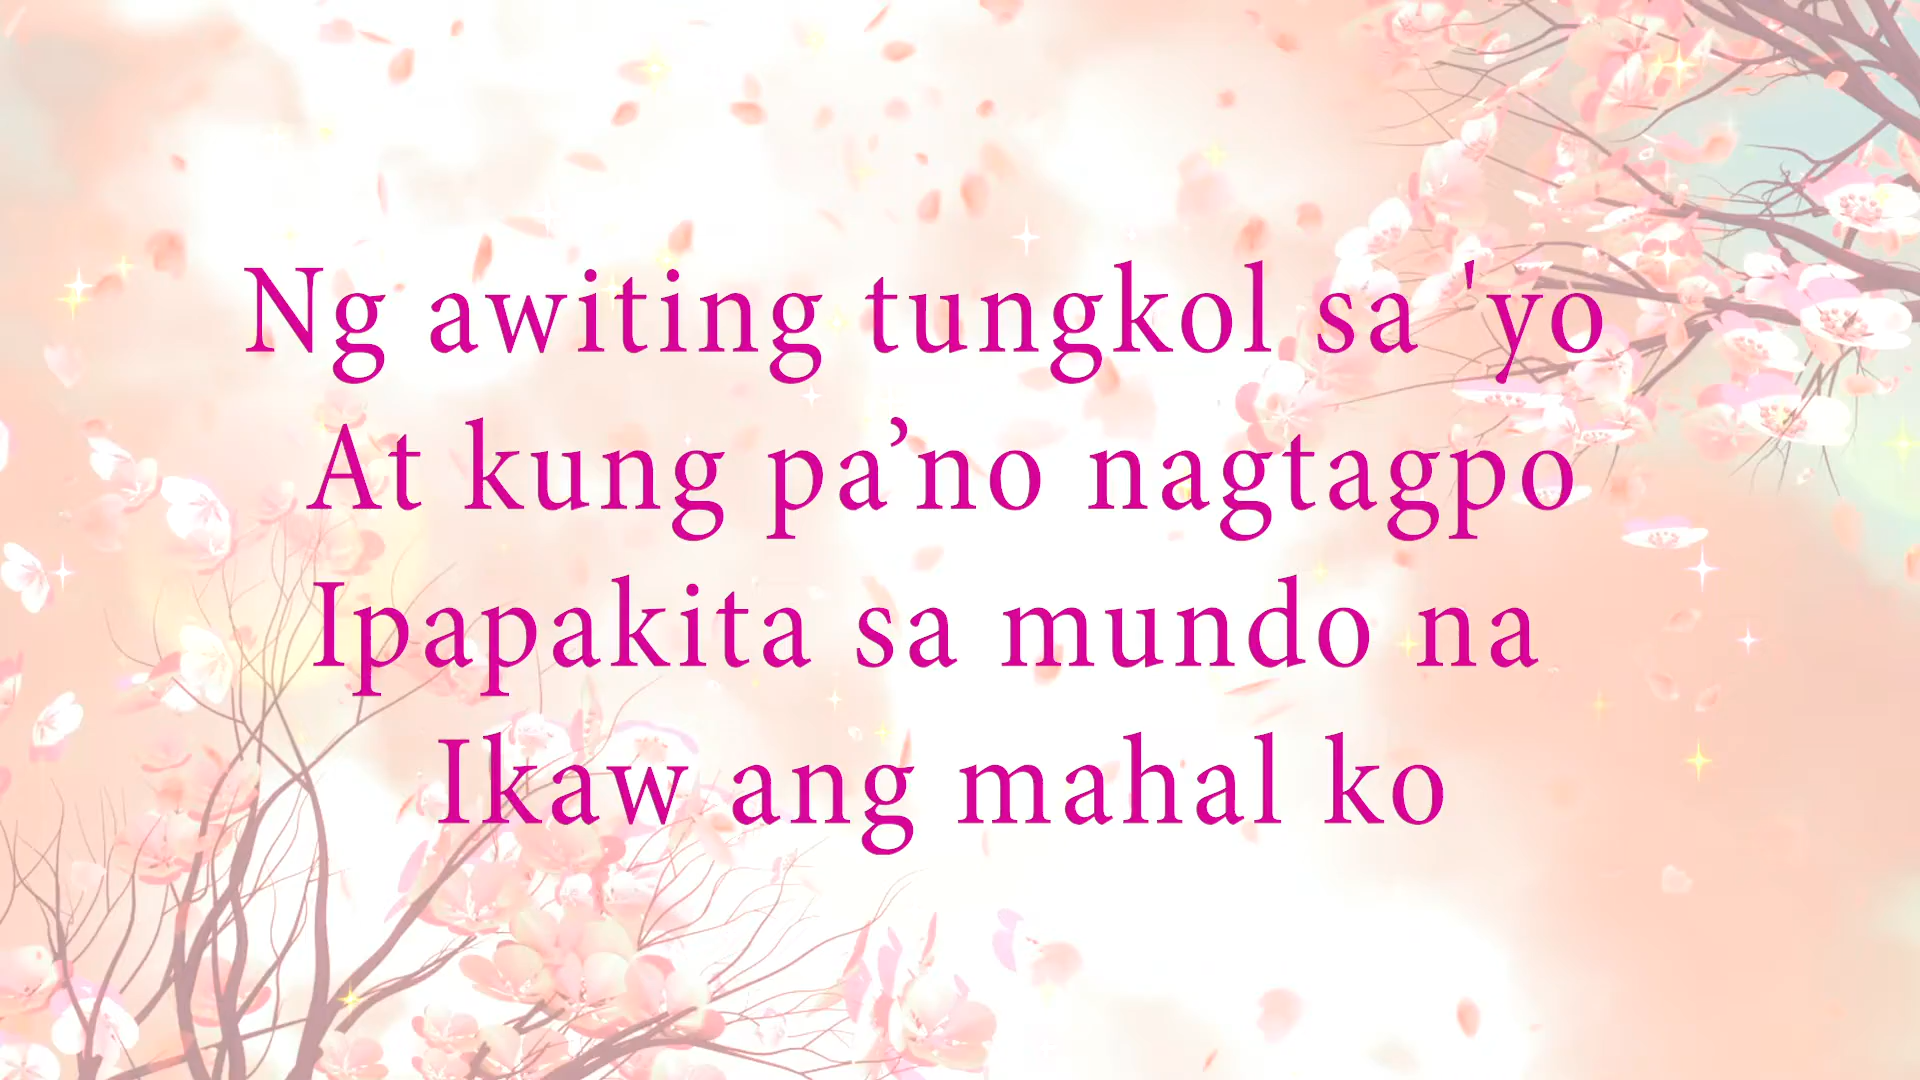 Ng awiting tungkol sa 'yo
At kung pa’no nagtagpo
Ipapakita sa mundo na
Ikaw ang mahal ko